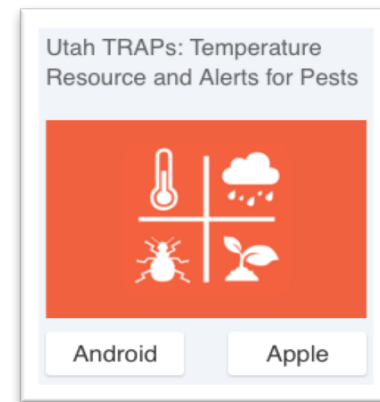 Utah TRAPs: Temperature
Resource and Alerts for Pests
Android
Apple